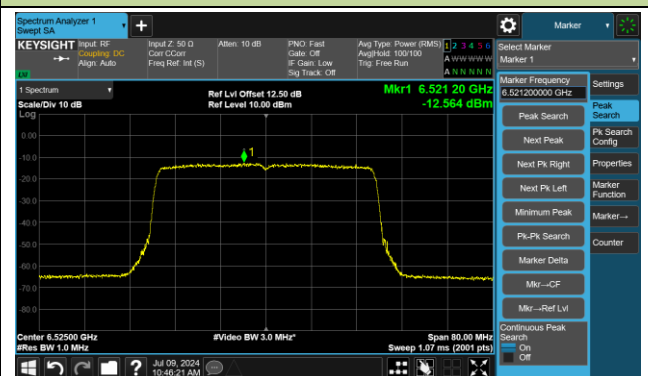 Spectrum Analyzer 1
Swept SA
Marker
KEYSIGHT
Input: RF
Coupling: DC
Align: Auto
Input Z: 50 Ω
Corr CCorr
Freq Ref: Int (S)
Atten: 10 dB
PNO: Fast
Gate: Off
IF Gain: Low
Sig Track: Off
Avg Type: Power (RMS)
Avg|Hold: 100/100
Trig: Free Run
1 2 3 4 5 6
A W W W W W
A N N N N N
Select Marker
Marker 1
LXI
1 Spectrum
Scale/Div 10 dB
Log
Ref Lvl Offset 12.50 dB
Ref Level 10.00 dBm
Mkr1 6.521 20 GHz
-12.564 dBm
0.00
-10.0
-20.0
-30.0
-40.0
-50.0
-60.0
-70.0
-80.0
1
Center 6.52500 GHz
#Res BW 1.0 MHz
#Video BW 3.0 MHz*
Span 80.00 MHz
Sweep 1.07 ms (2001 pts)
Marker Frequency
6.521200000 GHz
Peak Search
Next Peak
Next Pk Right
Next Pk Left
Minimum Peak
Pk-Pk Search
Marker Delta
Mkr→CF
Mkr→Ref Lvl
Continuous Peak
Search
On
Off
Settings
Peak
Search
Pk Search
Config
Properties
Marker
Function
Marker→
Counter
?
Jul 09, 2024
10:46:21 AM